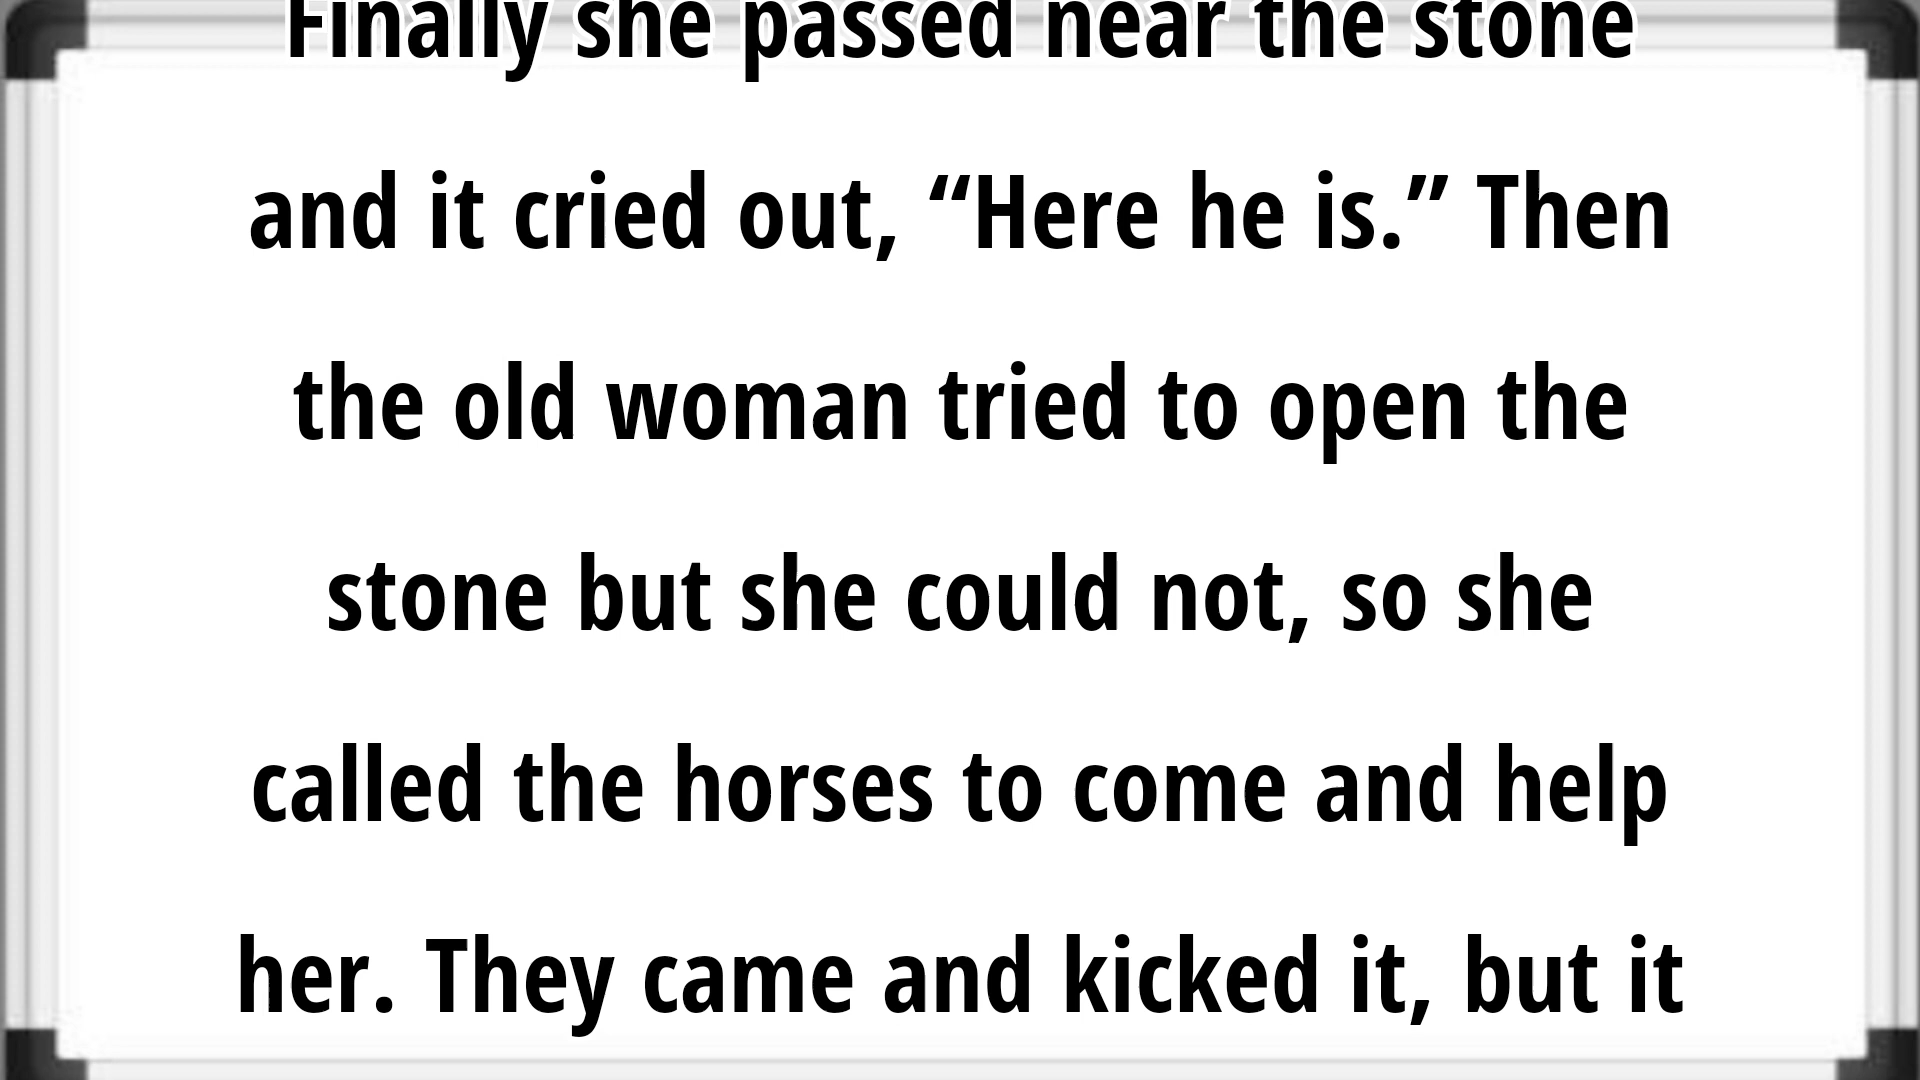 Finally she passed near the stone
and it cried out, “Here he is.” Then
the old woman tried to open the
stone but she could not, so she
called the horses to come and help
her. They came and kicked it, but it